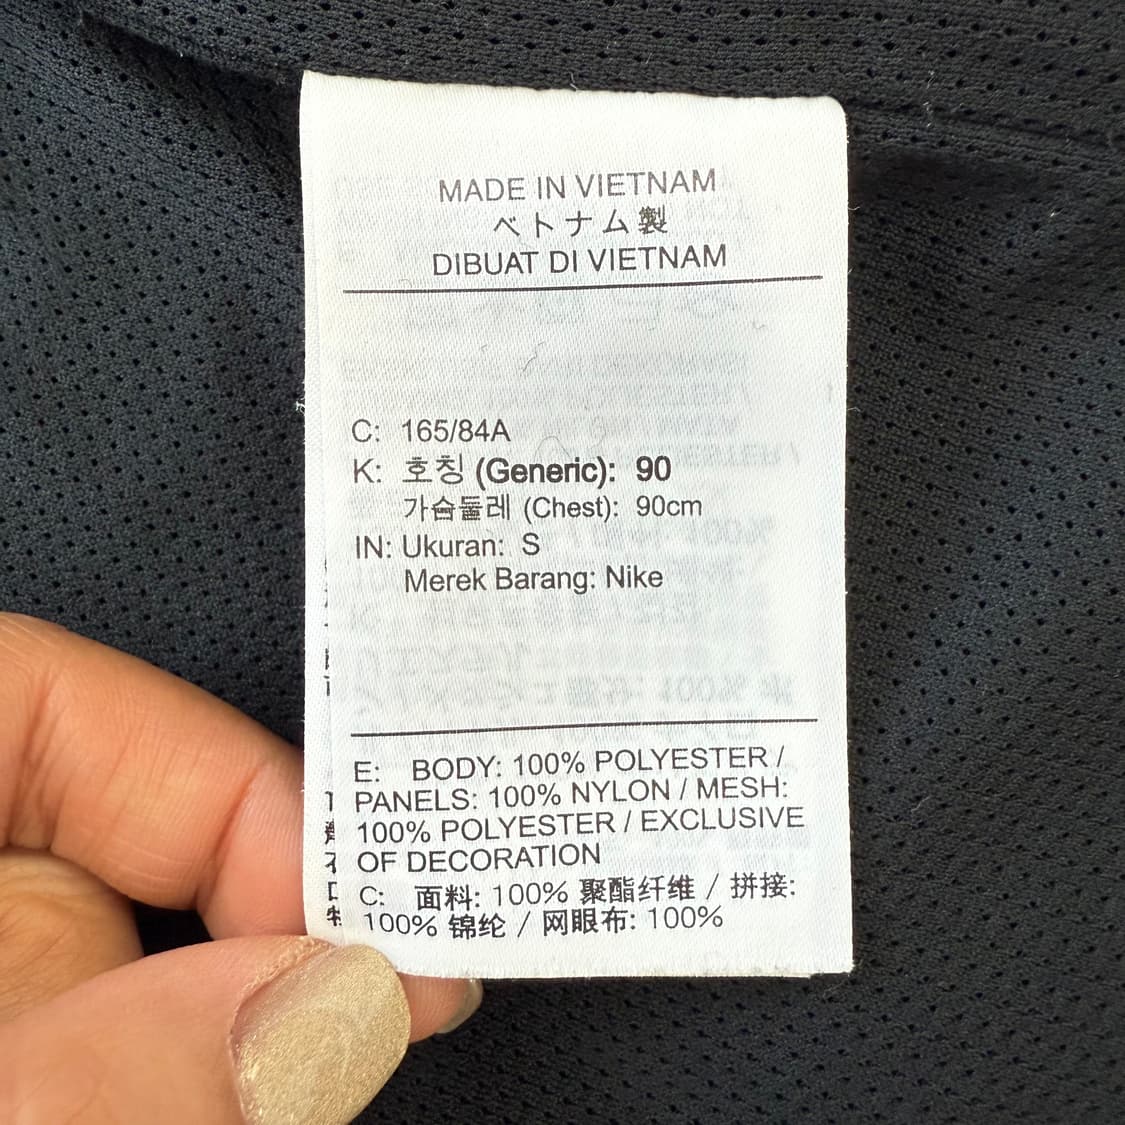 MADE IN VIETNAM
ベトナム製
DIBUAT DI VIETNAM
C: 165/84A
K: 호칭 (Generic): 90
가슴둘레 (Chest): 90cm
IN: Ukuran: S
Merek Barang: Nike
E: BODY: 100% POLYESTER /
PANELS: 100% NYLON / MESH:
100% POLYESTER / EXCLUSIVE
OF DECORATION
C: 面料: 100% 聚酯纤维 / 拼接:
100% 锦纶 / 网眼布: 100%